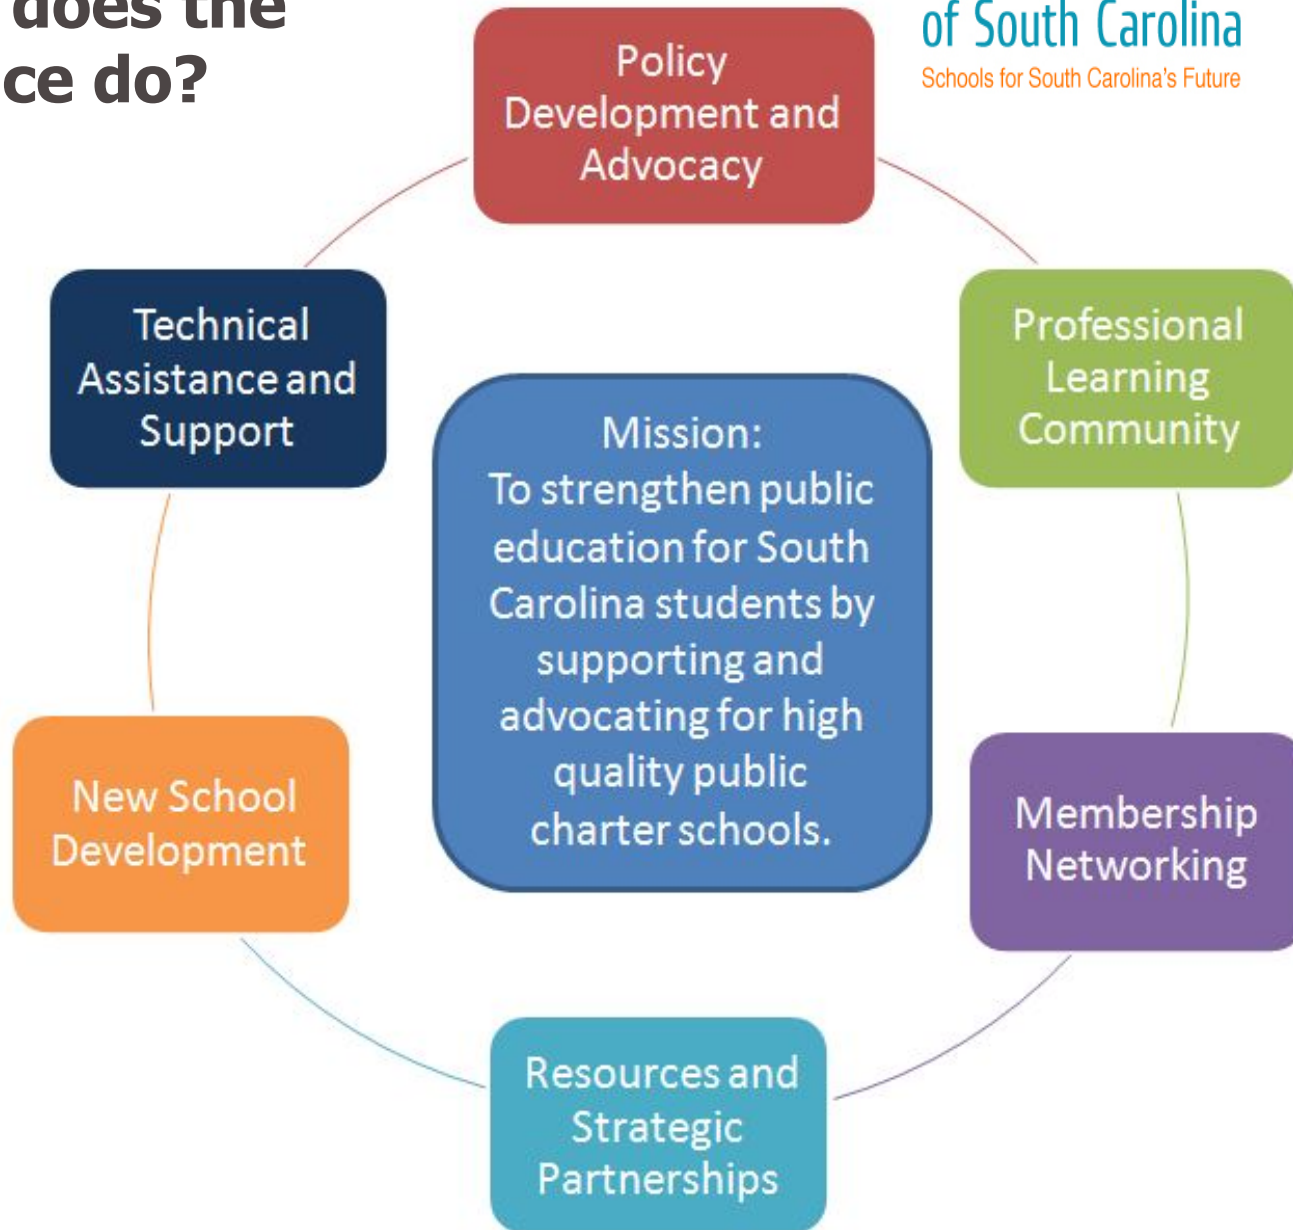 does the
ce do?
of South Carolina
Schools for South Carolina's Future
Policy
Development and
Advocacy
Technical
Assistance and
Support
Professional
Learning
Community
Mission:
To strengthen public
education for South
Carolina students by
supporting and
advocating for high
quality public
charter schools.
New School
Development
Membership
Networking
Resources and
Strategic
Partnerships